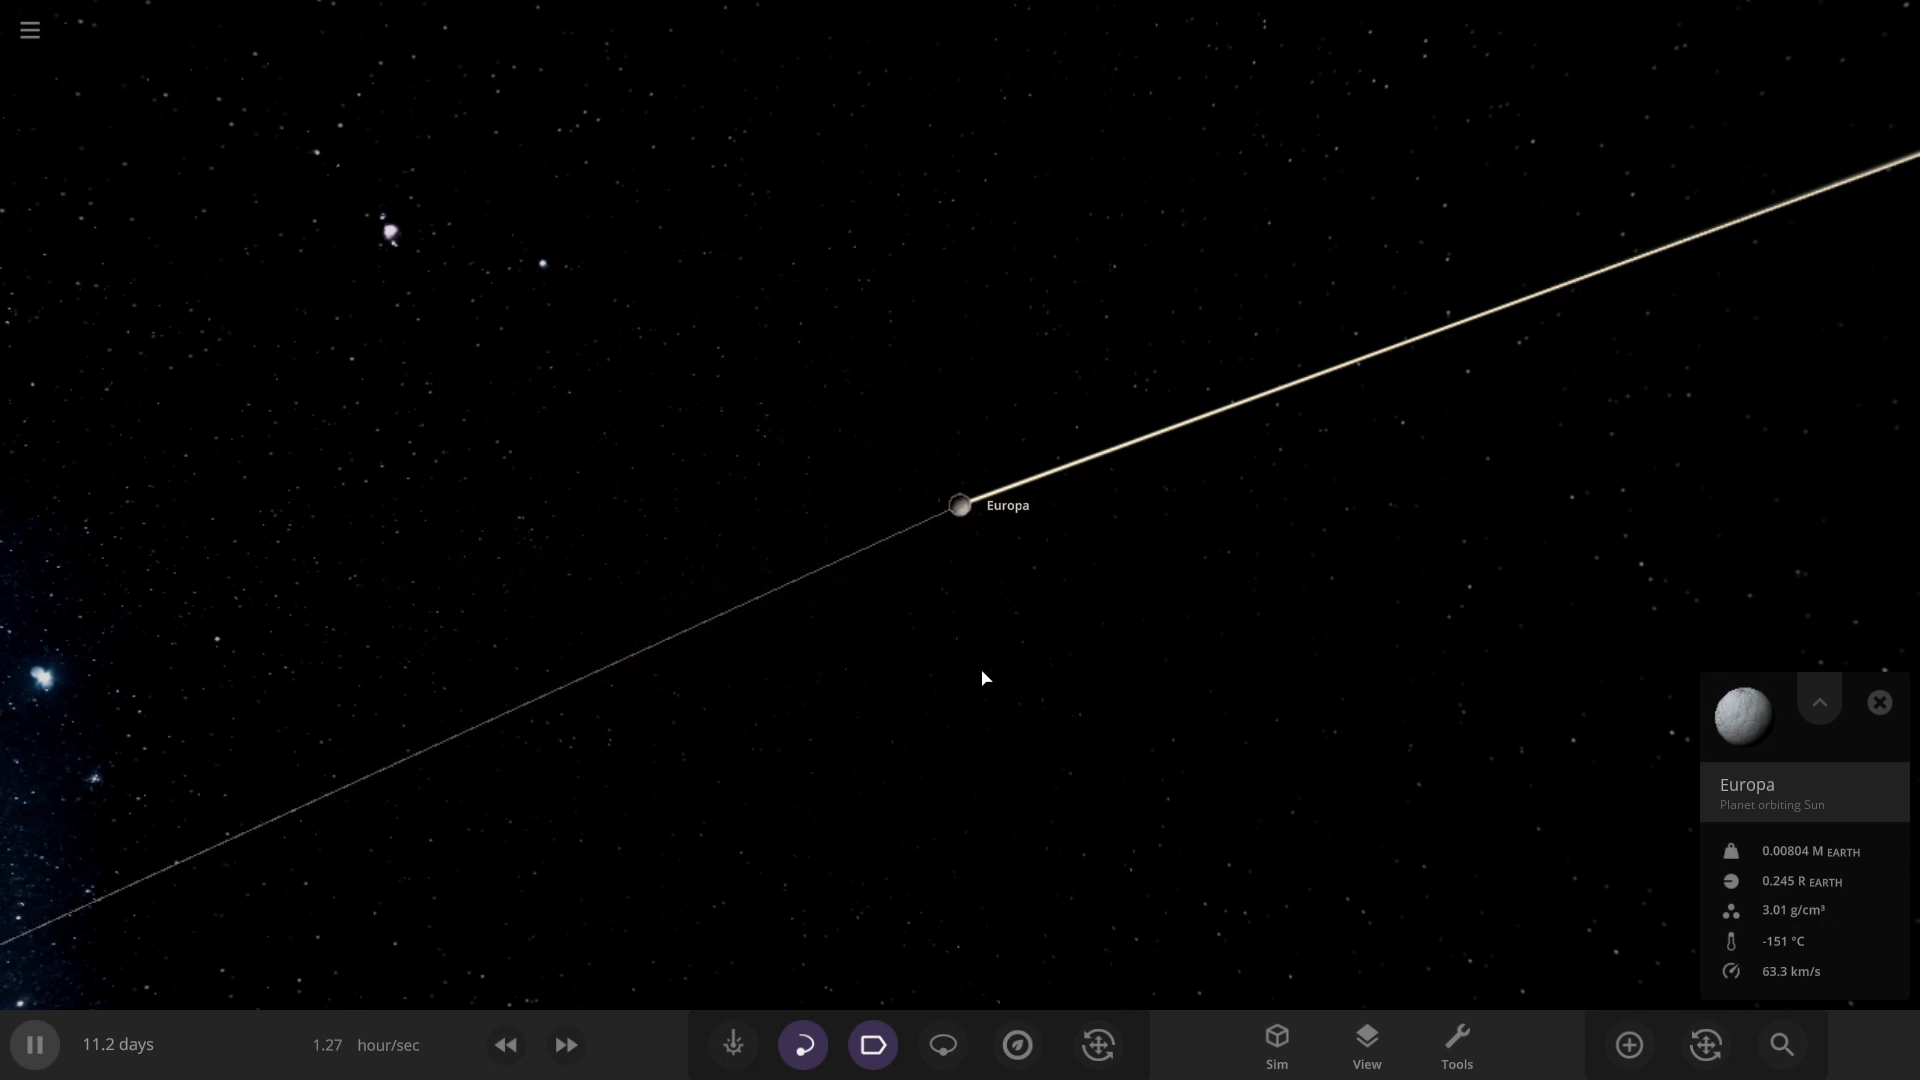 Europa
Europa
Planet orbiting Sun
0.00804 M EARTH
0.245 R EARTH
3.01 g/cm³
-151 °C
63.3 km/s
11.2 days
1.27 hour/sec
Sim
View
Tools